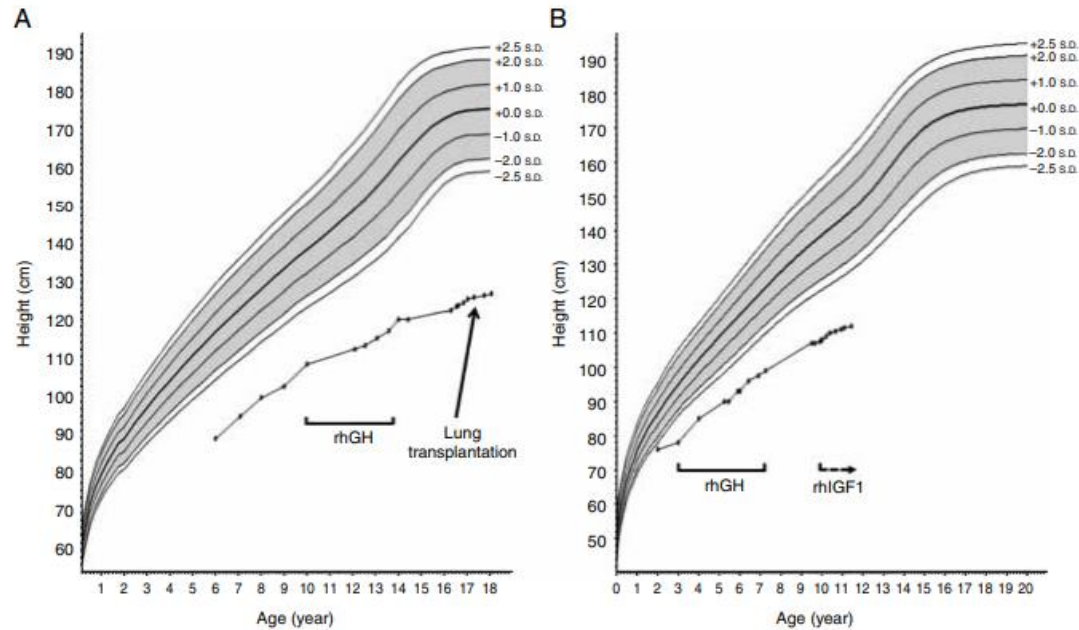 A
Height (cm)
190
180
170
160
150
140
130
120
110
100
90
80
70
60
+2.5 S.D.
+2.0 S.D.
+1.0 S.D.
+0.0 S.D.
−1.0 S.D.
−2.0 S.D.
−2.5 S.D.
rhGH
Lung
transplantation
1 2 3 4 5 6 7 8 9 10 11 12 13 14 15 16 17 18
Age (year)
B
Height (cm)
190
180
170
160
150
140
130
120
110
100
90
80
70
60
50
+2.5 S.D.
+2.0 S.D.
+1.0 S.D.
+0.0 S.D.
−1.0 S.D.
−2.0 S.D.
−2.5 S.D.
rhGH
rhIGF1
0 1 2 3 4 5 6 7 8 9 10 11 12 13 14 15 16 17 18 19 20
Age (year)